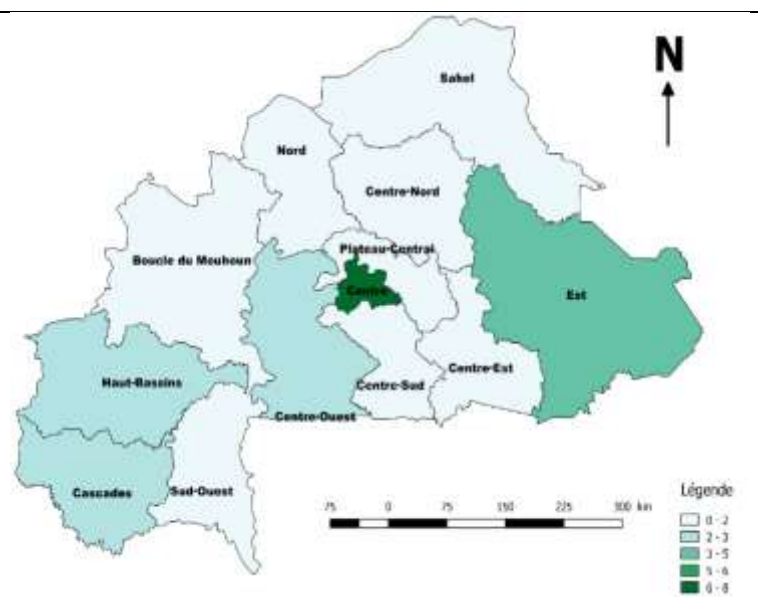 N
Sahel
Nord
Centre-Nord
Plateau-Central
Boucle du Mouhoun
Centre
Est
Haut-Bassins
Centre-Sud
Centre-Est
Centre-Ouest
Cascades
Sud-Ouest
75 0 75 150 225 300 km
Légende
0 - 2
2 - 3
3 - 5
5 - 6
6 - 8